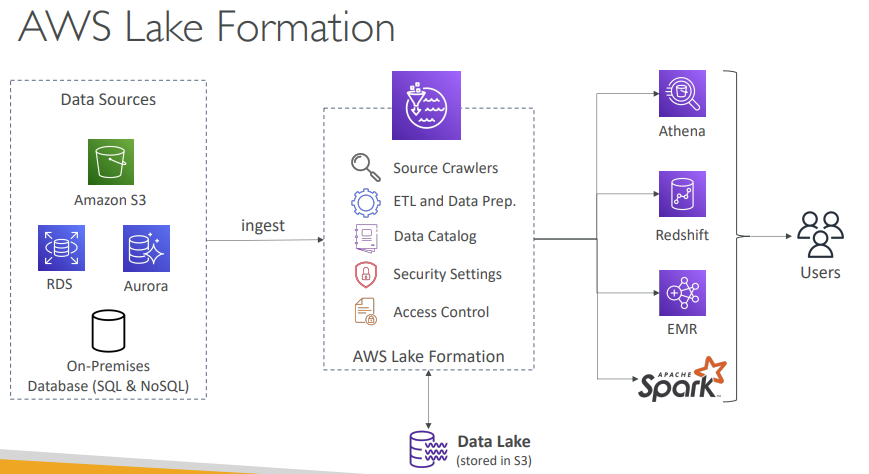 AWS Lake Formation
Data Sources
Amazon S3
RDS
Aurora
On-Premises
Database (SQL & NoSQL)
ingest
Source Crawlers
ETL and Data Prep.
Data Catalog
Security Settings
Access Control
AWS Lake Formation
Data Lake
(stored in S3)
Athena
Redshift
EMR
APACHE
Spark
Users